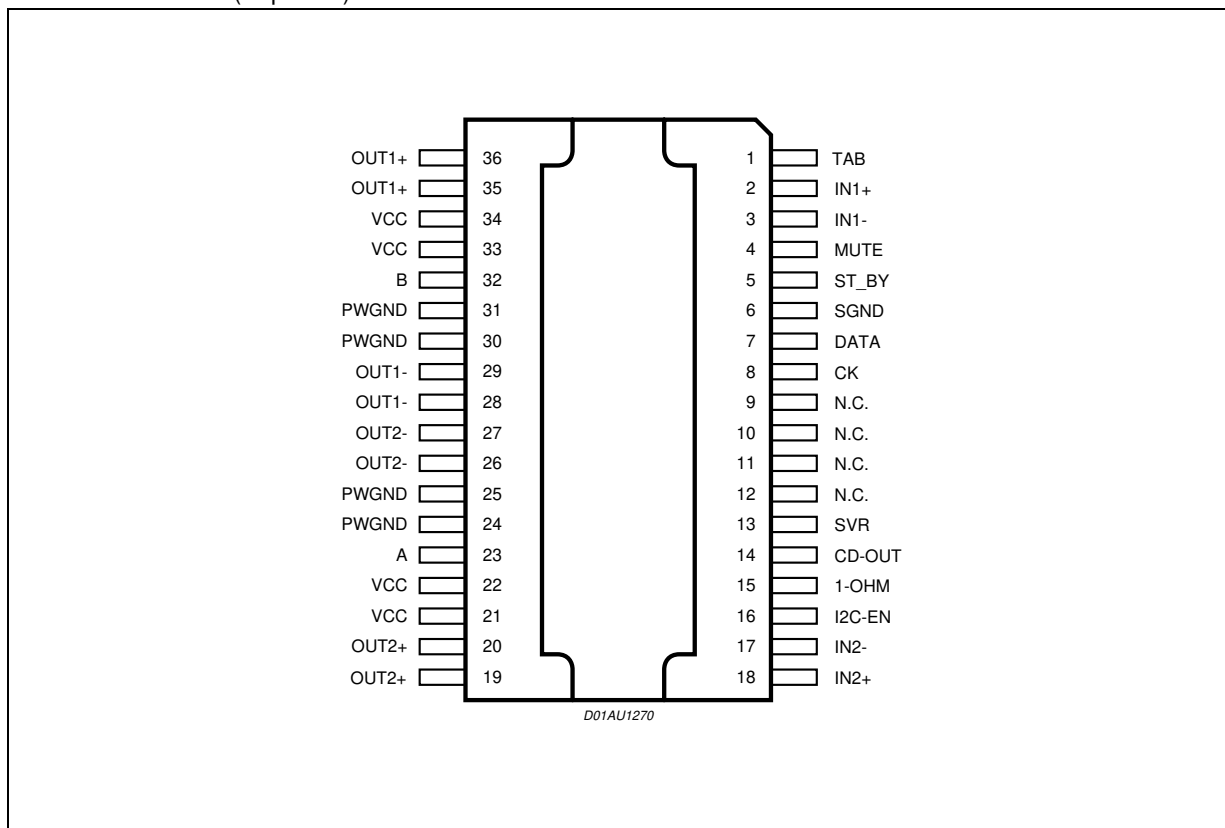 OUT1+ 36 1 TAB
OUT1+ 35 2 IN1+
VCC 34 3 IN1-
VCC 33 4 MUTE
B 32 5 ST_BY
PWGND 31 6 SGND
PWGND 30 7 DATA
OUT1- 29 8 CK
OUT1- 28 9 N.C.
OUT2- 27 10 N.C.
OUT2- 26 11 N.C.
PWGND 25 12 N.C.
PWGND 24 13 SVR
A 23 14 CD-OUT
VCC 22 15 1-OHM
VCC 21 16 I2C-EN
OUT2+ 20 17 IN2-
OUT2+ 19 18 IN2+
D01AU1270